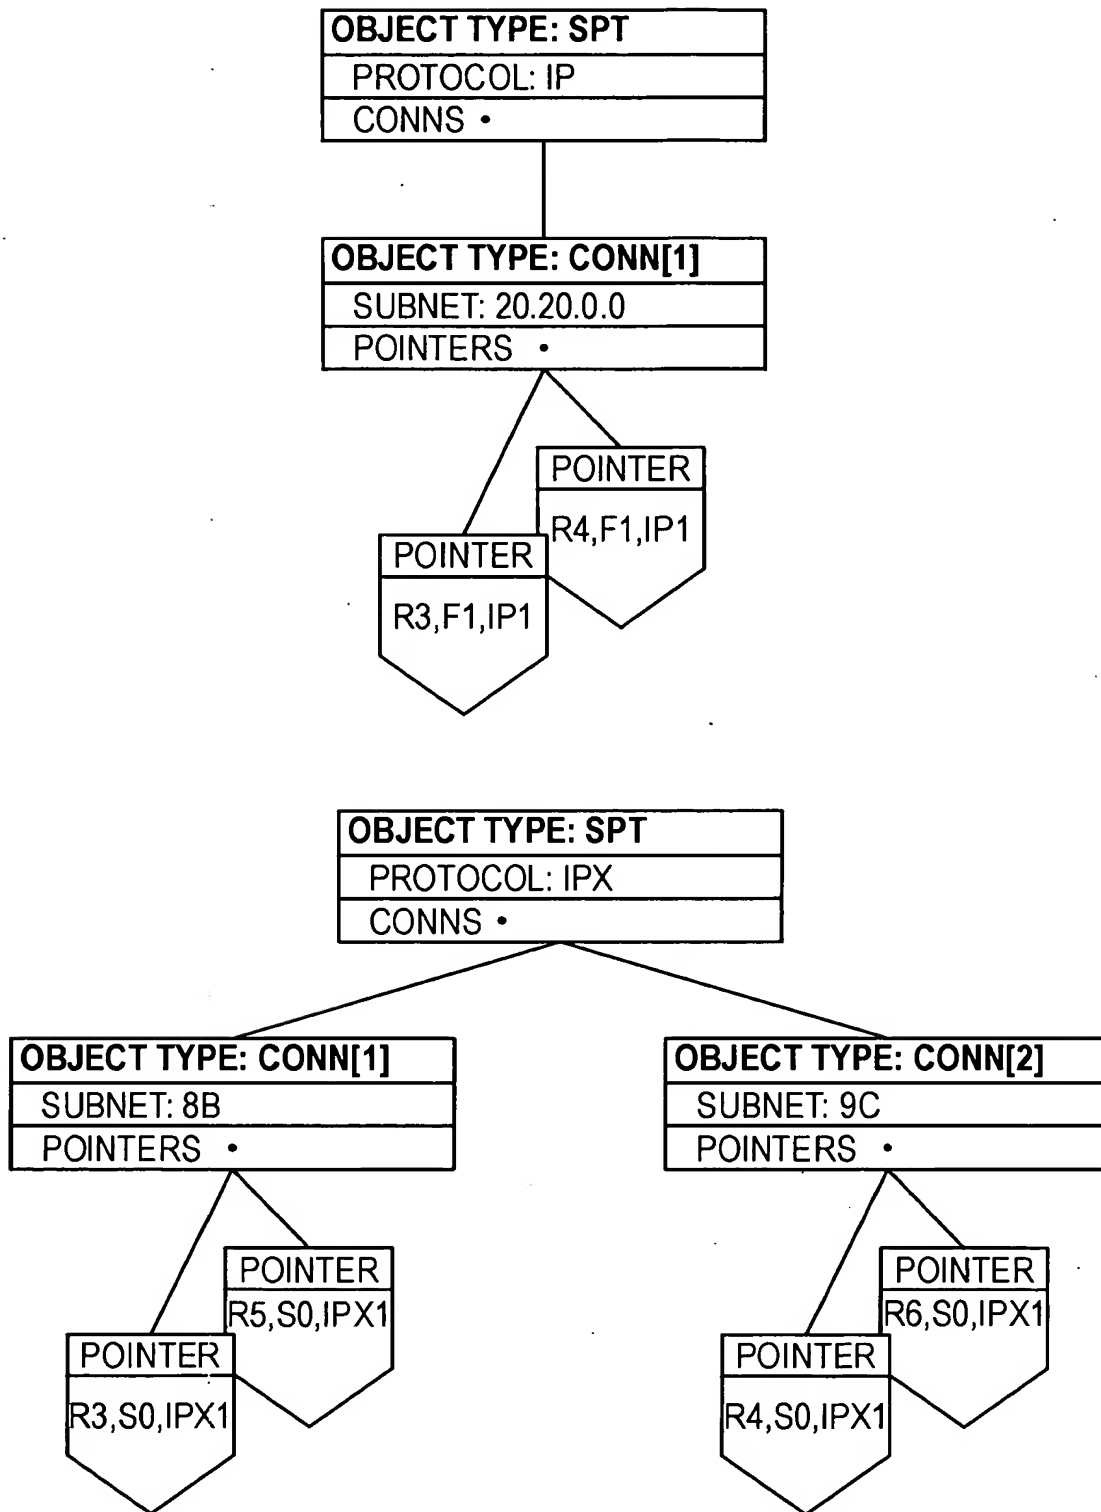 OBJECT TYPE: SPT
PROTOCOL: IP
CONNS •
OBJECT TYPE: CONN[1]
SUBNET: 20.20.0.0
POINTERS •
POINTER
R4,F1,IP1
POINTER
R3,F1,IP1
OBJECT TYPE: SPT
PROTOCOL: IPX
CONNS •
OBJECT TYPE: CONN[1]
SUBNET: 8B
POINTERS •
POINTER
R5,S0,IPX1
POINTER
R3,S0,IPX1
OBJECT TYPE: CONN[2]
SUBNET: 9C
POINTERS •
POINTER
R6,S0,IPX1
POINTER
R4,S0,IPX1